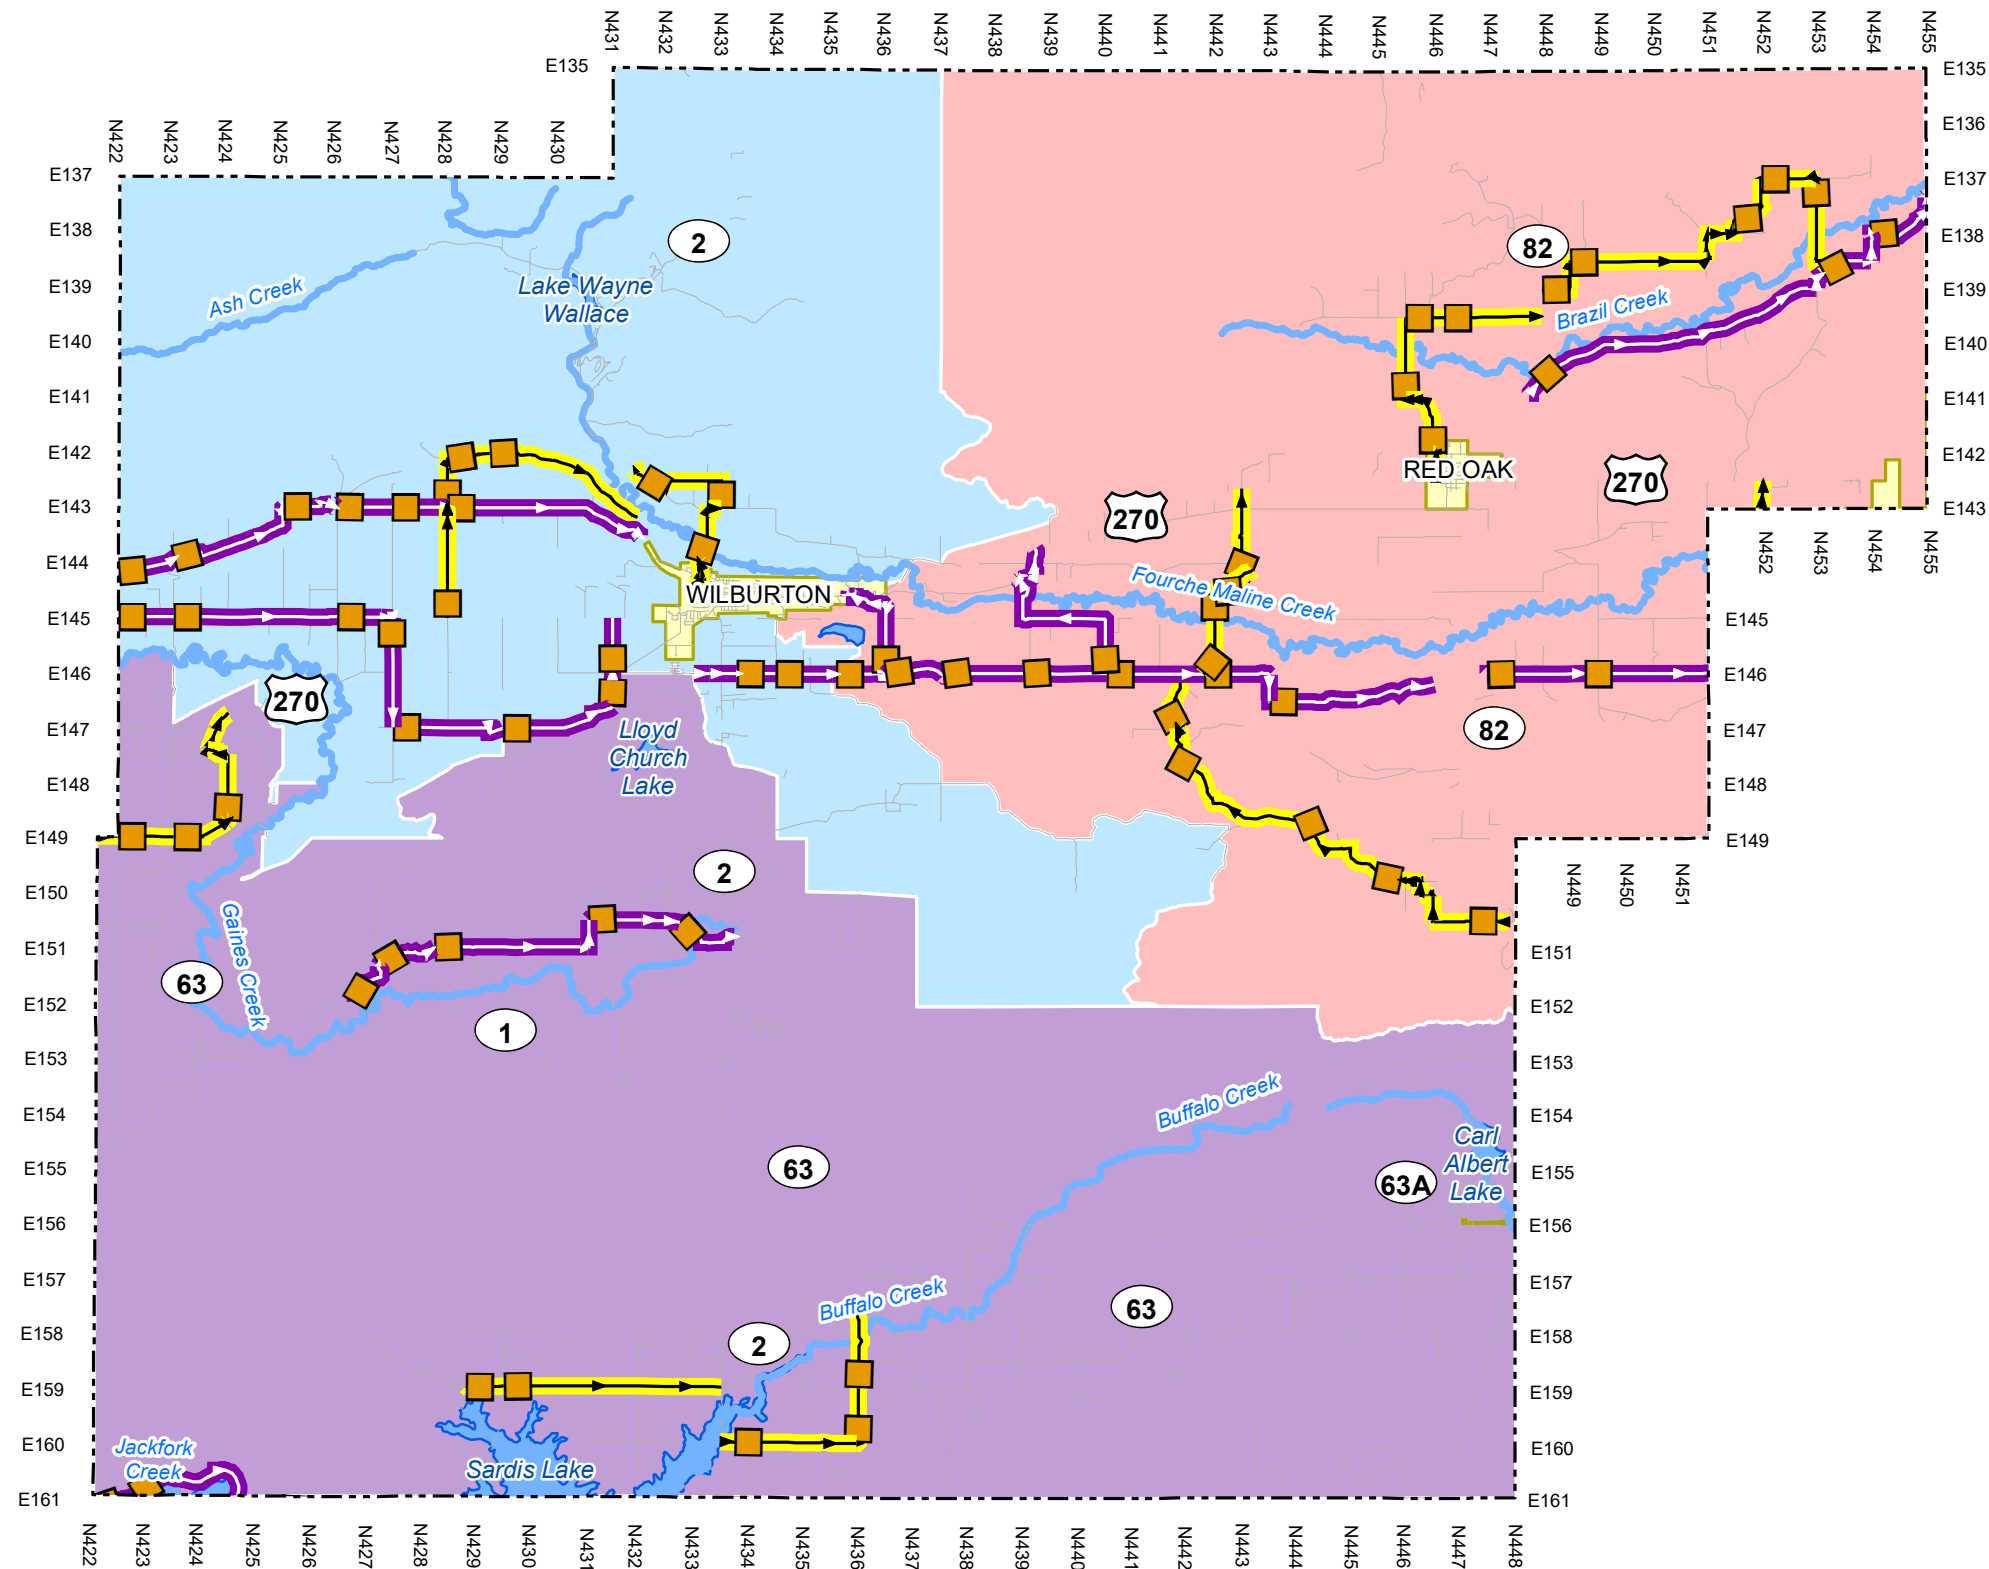 N431
N432
N433
N434
N435
N436
N437
N438
N439
N440
N441
N442
N443
N444
N445
N446
N447
N448
N449
N450
N451
N452
N453
N454
N455
E135
E135
N422
N423
N424
N425
N426
N427
N428
N429
N430
E136
E137
E137
E138
2
82
E138
E139
Ash Creek
Lake Wayne
Wallace
Brazil Creek
E139
E140
E140
E141
E141
E142
RED OAK
E142
270
270
E143
E143
E144
N452
N453
N454
N455
WILBURTON
Fourche Maline Creek
E145
E145
E146
E146
270
E147
Lloyd
Church
Lake
82
E147
E148
E148
E149
E149
2
N449
N450
N451
E150
Gaines Creek
E151
E151
63
E152
1
E152
E153
E153
E154
Buffalo Creek
E154
Carl
Albert
Lake
E155
63
63A
E155
E156
E156
E157
Buffalo Creek
63
E157
E158
2
E158
E159
E159
E160
Jackfork
Creek
Sardis Lake
E160
E161
E161
N422
N423
N424
N425
N426
N427
N428
N429
N430
N431
N432
N433
N434
N435
N436
N437
N438
N439
N440
N441
N442
N443
N444
N445
N446
N447
N448